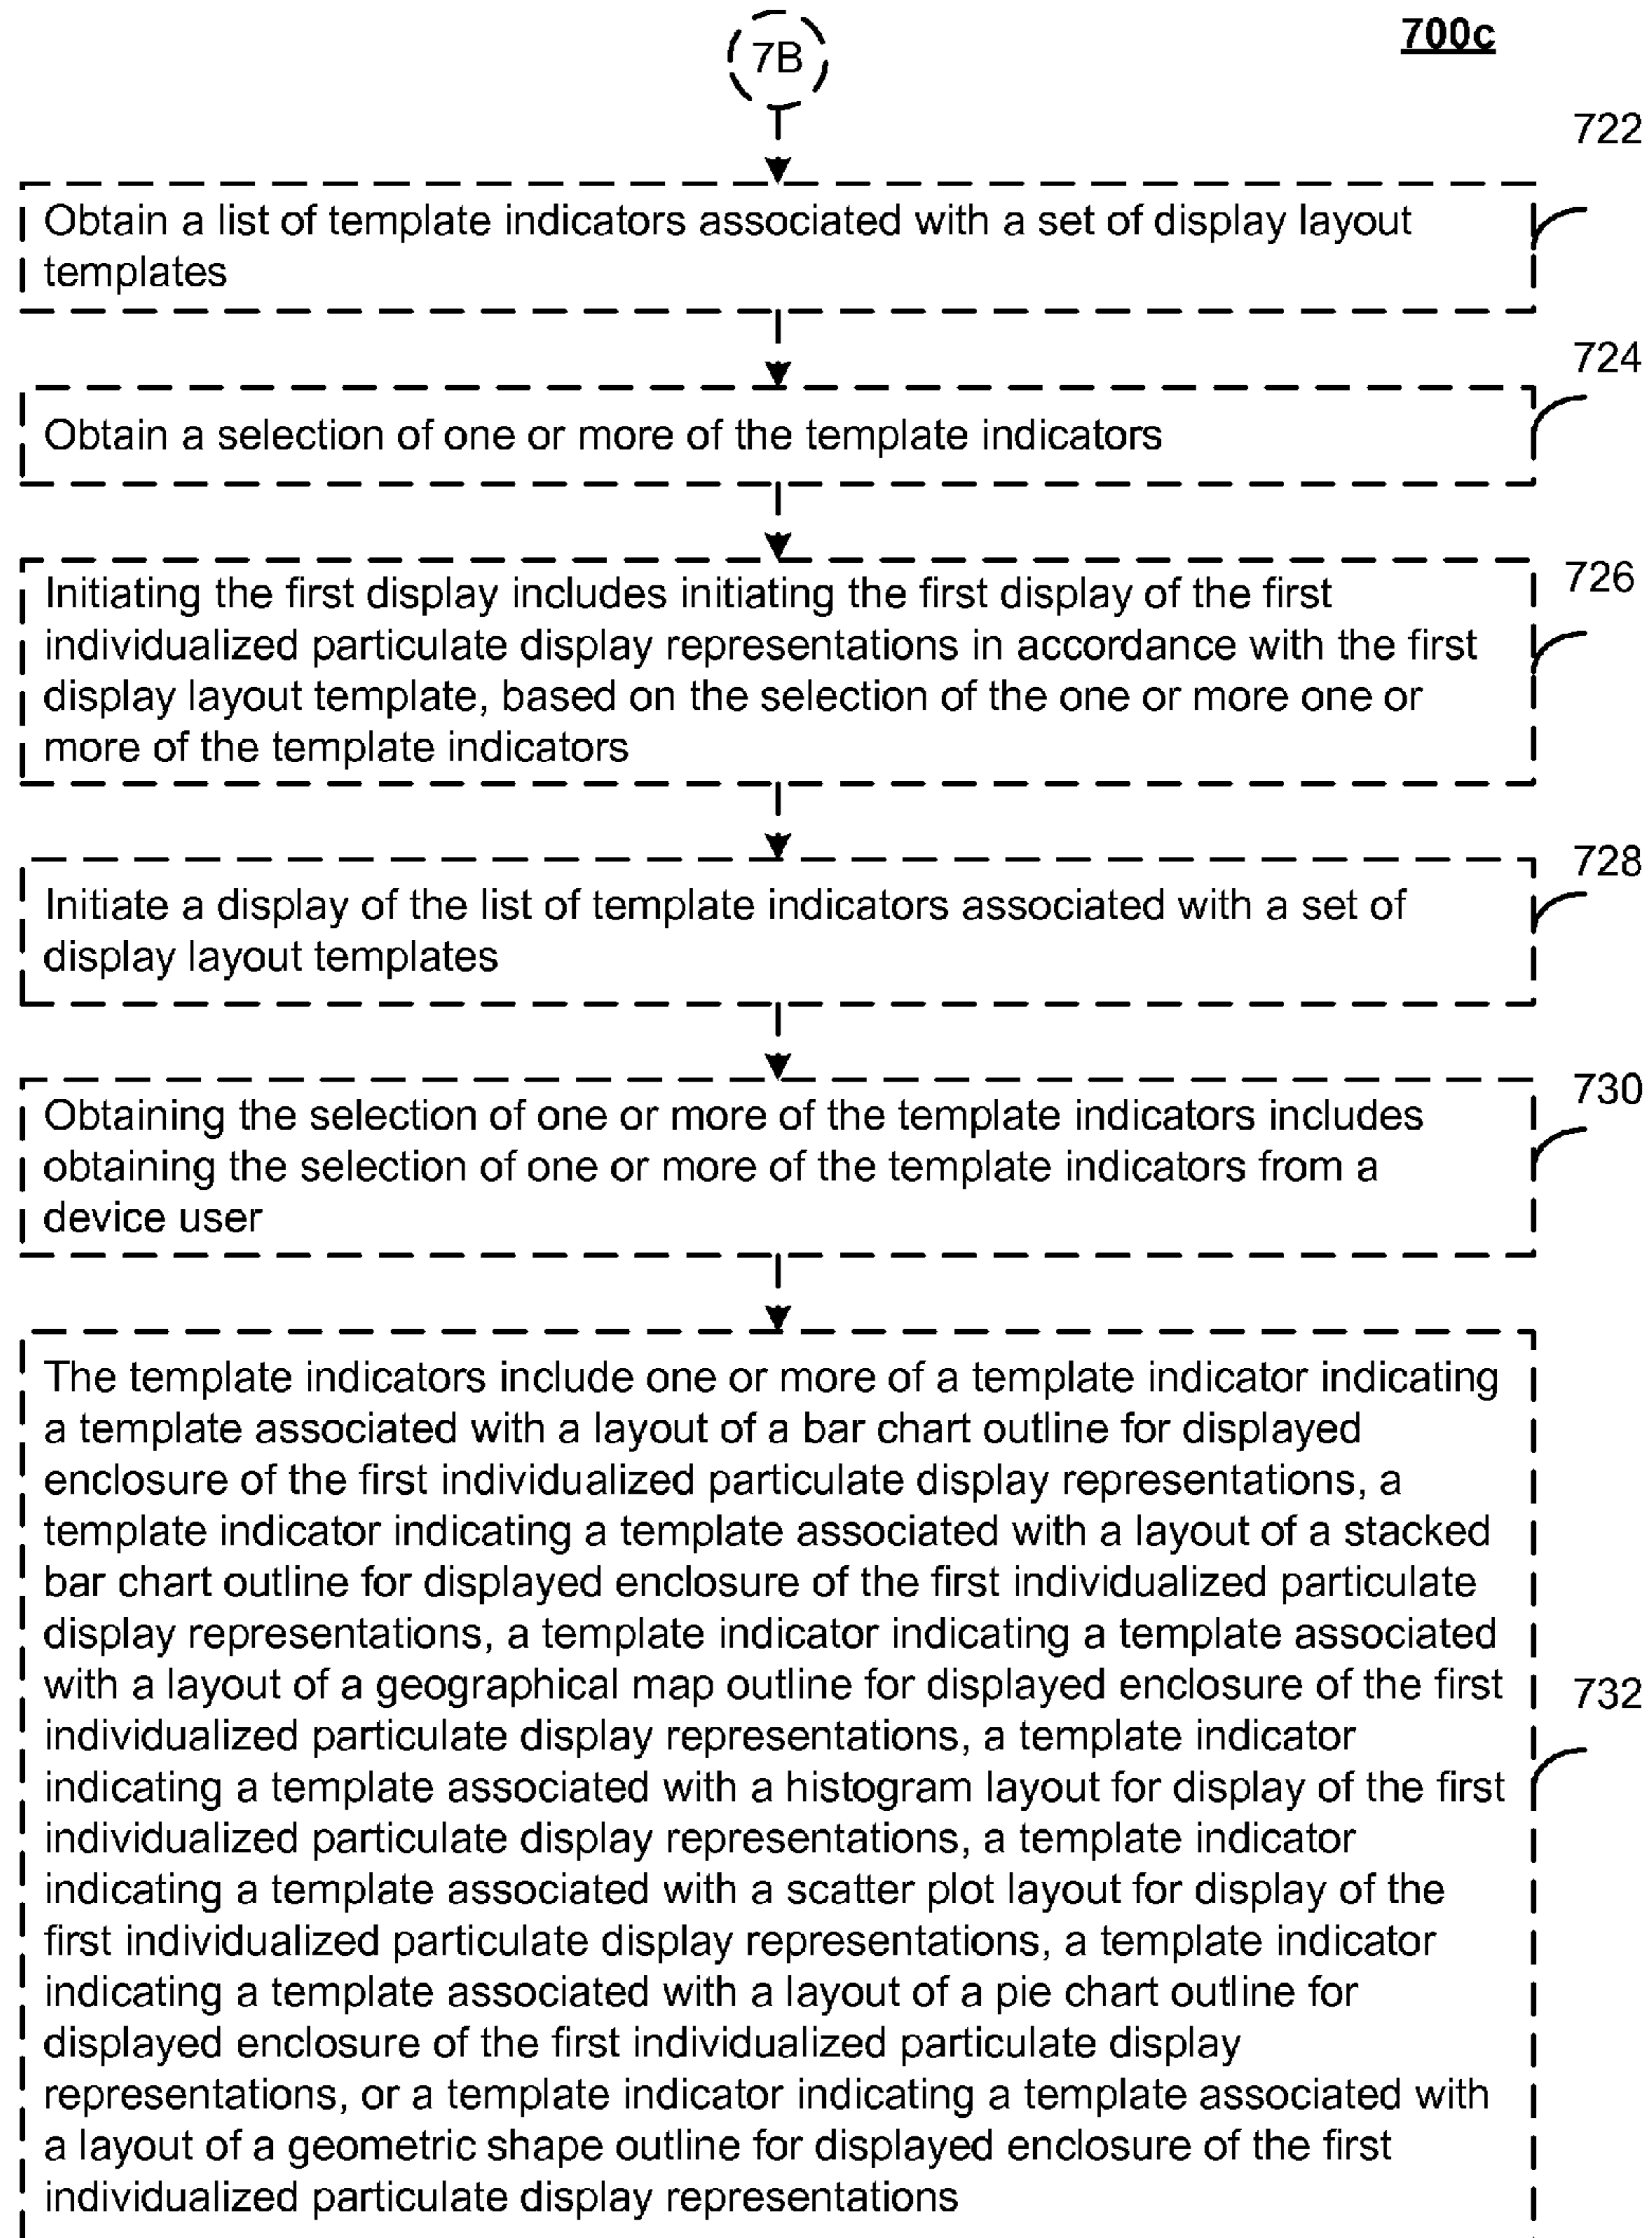 700c
7B
722
Obtain a list of template indicators associated with a set of display layout
templates
724
Obtain a selection of one or more of the template indicators
726
Initiating the first display includes initiating the first display of the first
individualized particulate display representations in accordance with the first
display layout template, based on the selection of the one or more one or
more of the template indicators
728
Initiate a display of the list of template indicators associated with a set of
display layout templates
730
Obtaining the selection of one or more of the template indicators includes
obtaining the selection of one or more of the template indicators from a
device user
The template indicators include one or more of a template indicator indicating
a template associated with a layout of a bar chart outline for displayed
enclosure of the first individualized particulate display representations, a
template indicator indicating a template associated with a layout of a stacked
bar chart outline for displayed enclosure of the first individualized particulate
display representations, a template indicator indicating a template associated
with a layout of a geographical map outline for displayed enclosure of the first
732
individualized particulate display representations, a template indicator
indicating a template associated with a histogram layout for display of the first
individualized particulate display representations, a template indicator
indicating a template associated with a scatter plot layout for display of the
first individualized particulate display representations, a template indicator
indicating a template associated with a layout of a pie chart outline for
displayed enclosure of the first individualized particulate display
representations, or a template indicator indicating a template associated with
a layout of a geometric shape outline for displayed enclosure of the first
individualized particulate display representations